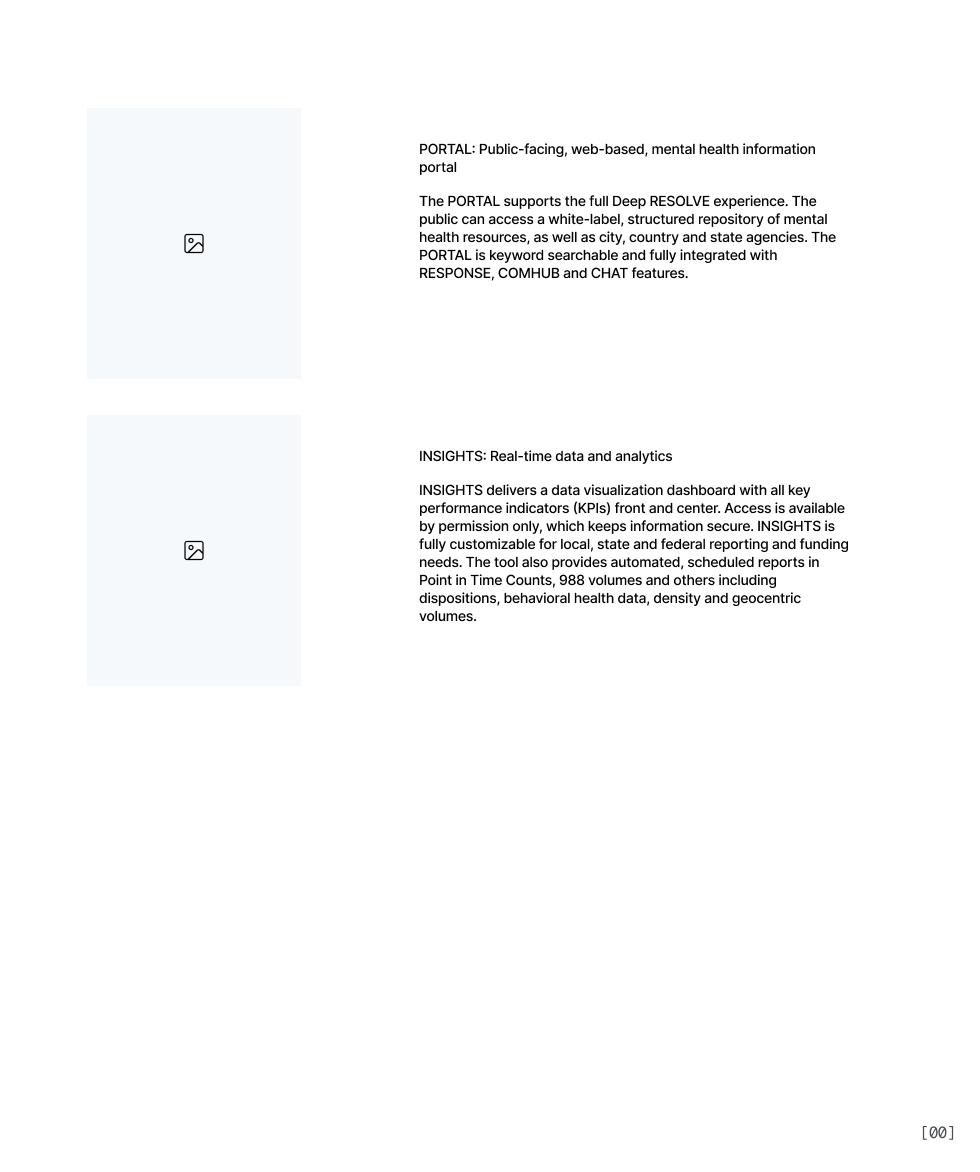 PORTAL: Public-facing, web-based, mental health information
portal
The PORTAL supports the full Deep RESOLVE experience. The
public can access a white-label, structured repository of mental
health resources, as well as city, country and state agencies. The
PORTAL is keyword searchable and fully integrated with
RESPONSE, COMHUB and CHAT features.
INSIGHTS: Real-time data and analytics
INSIGHTS delivers a data visualization dashboard with all key
performance indicators (KPIs) front and center. Access is available
by permission only, which keeps information secure. INSIGHTS is
fully customizable for local, state and federal reporting and funding
needs. The tool also provides automated, scheduled reports in
Point in Time Counts, 988 volumes and others including
dispositions, behavioral health data, density and geocentric
volumes.
[00]